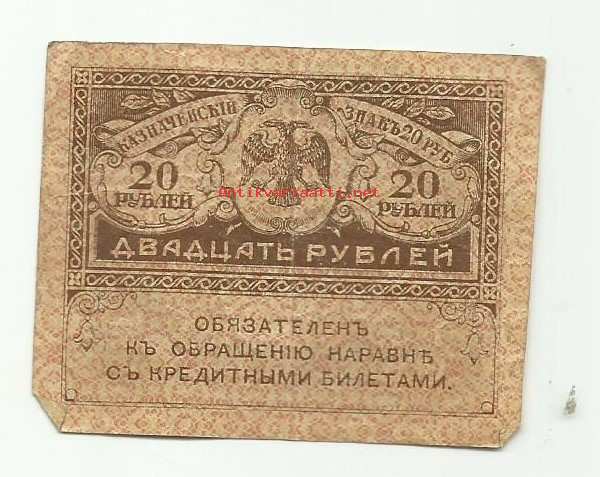 КАЗНАЧЕЙСКІЙ ЗНАКЪ 20 РУБ
20 РУБЛЕЙ
20 РУБЛЕЙ
Antikvariaatti.net
ДВАДЦАТЬ РУБЛЕЙ
ОБЯЗАТЕЛЕНЪ
КЪ ОБРАЩЕНІЮ НАРАВНѢ
СЪ КРЕДИТНЫМИ БИЛЕТАМИ.